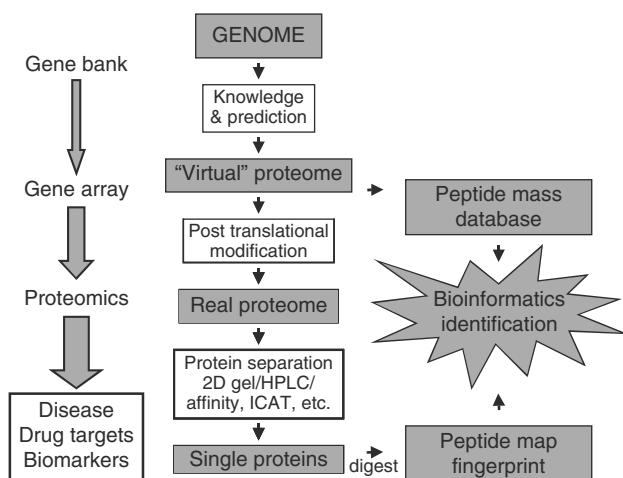 Gene bank
Gene array
Proteomics
Disease
Drug targets
Biomarkers
GENOME
Knowledge
& prediction
"Virtual" proteome
Post translational
modification
Real proteome
Protein separation
2D gel/HPLC/
affinity, ICAT, etc.
Single proteins
digest
Peptide mass
database
Bioinformatics
identification
Peptide map
fingerprint